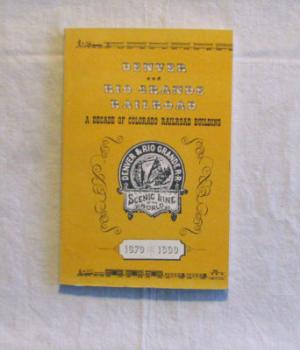 DENVER
and
RIO GRANDE
RAILROAD
A DECADE OF COLORADO RAILROAD BUILDING
DENVER & RIO GRANDE R.R.
SCENIC LINE
OF THE
WORLD
1870